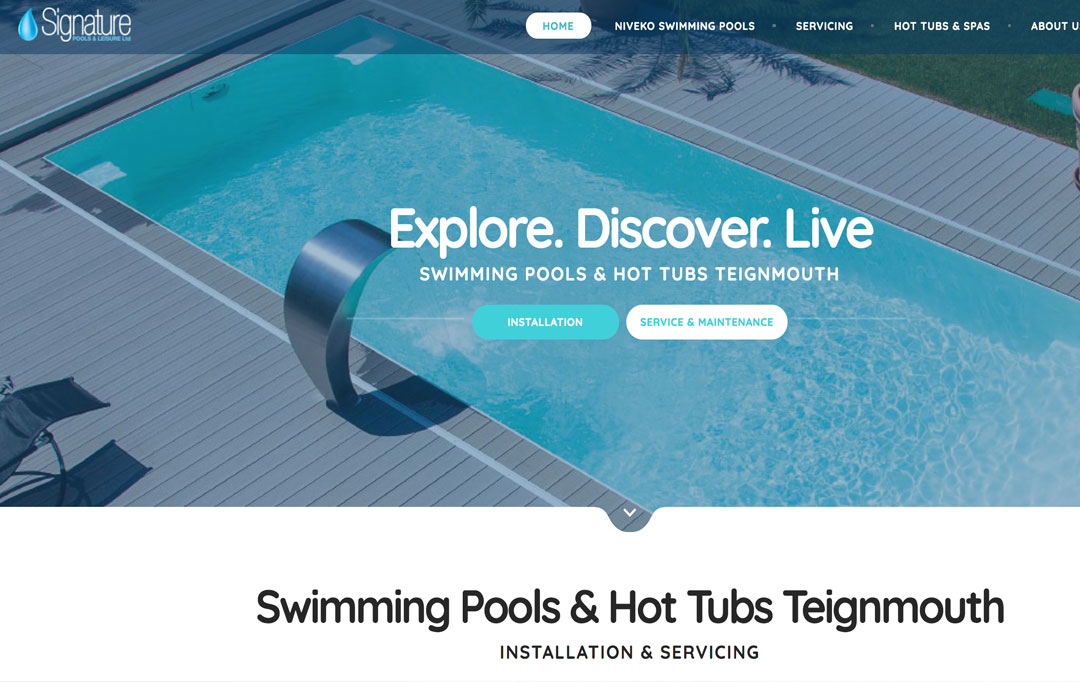 Signature
POOLS & LEISURE Ltd
HOME NIVEKO SWIMMING POOLS SERVICING HOT TUBS & SPAS ABOUT U
Explore. Discover. Live
SWIMMING POOLS & HOT TUBS TEIGNMOUTH
INSTALLATION SERVICE & MAINTENANCE
Swimming Pools & Hot Tubs Teignmouth
INSTALLATION & SERVICING